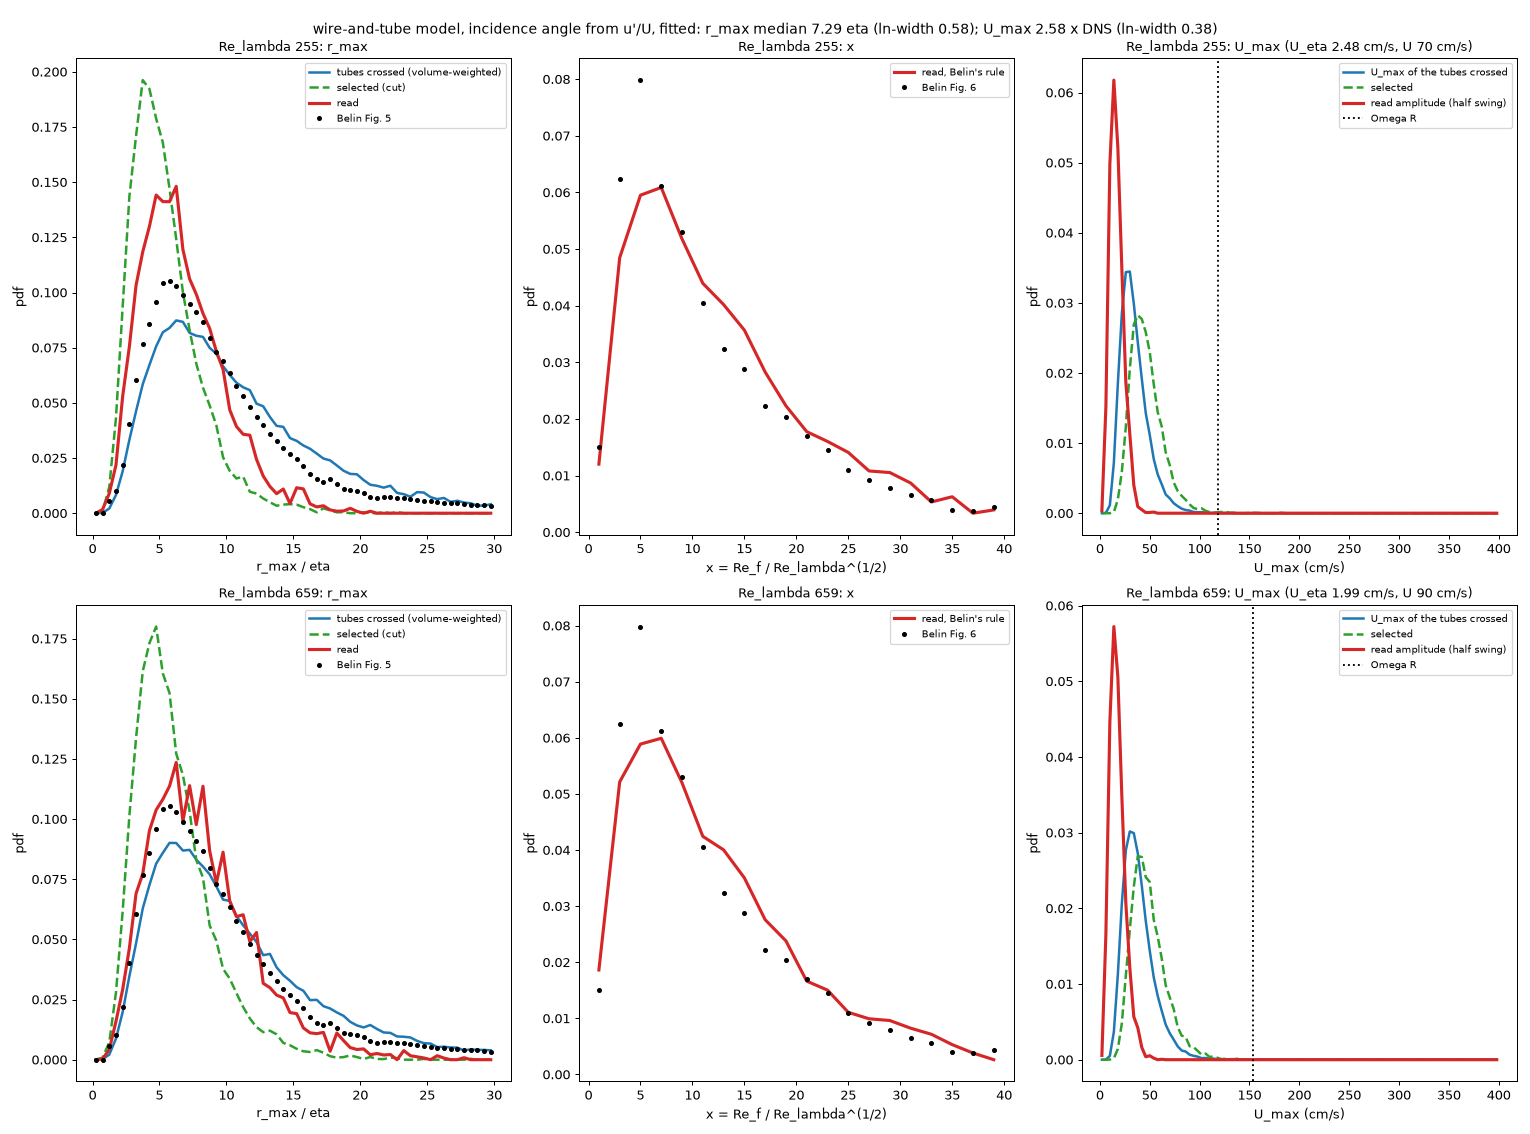 wire-and-tube model, incidence angle from u'/U, fitted: r_max median 7.29 eta (ln-width 0.58); U_max 2.58 x DNS (ln-width 0.38)
Re_lambda 255: r_max
0.200
0.175
0.150
0.125
0.100
0.075
0.050
0.025
0.000
pdf
0 5 10 15 20 25 30
r_max / eta
tubes crossed (volume-weighted)
selected (cut)
read
Belin Fig. 5
Re_lambda 255: x
0.08
0.07
0.06
0.05
0.04
0.03
0.02
0.01
0.00
pdf
0 5 10 15 20 25 30 35 40
x = Re_f / Re_lambda^(1/2)
read, Belin's rule
Belin Fig. 6
Re_lambda 255: U_max (U_eta 2.48 cm/s, U 70 cm/s)
0.06
0.05
0.04
0.03
0.02
0.01
0.00
pdf
0 50 100 150 200 250 300 350 400
U_max (cm/s)
U_max of the tubes crossed
selected
read amplitude (half swing)
Omega R
Re_lambda 659: r_max
0.175
0.150
0.125
0.100
0.075
0.050
0.025
0.000
pdf
0 5 10 15 20 25 30
r_max / eta
tubes crossed (volume-weighted)
selected (cut)
read
Belin Fig. 5
Re_lambda 659: x
0.08
0.07
0.06
0.05
0.04
0.03
0.02
0.01
0.00
pdf
0 5 10 15 20 25 30 35 40
x = Re_f / Re_lambda^(1/2)
read, Belin's rule
Belin Fig. 6
Re_lambda 659: U_max (U_eta 1.99 cm/s, U 90 cm/s)
0.06
0.05
0.04
0.03
0.02
0.01
0.00
pdf
0 50 100 150 200 250 300 350 400
U_max (cm/s)
U_max of the tubes crossed
selected
read amplitude (half swing)
Omega R